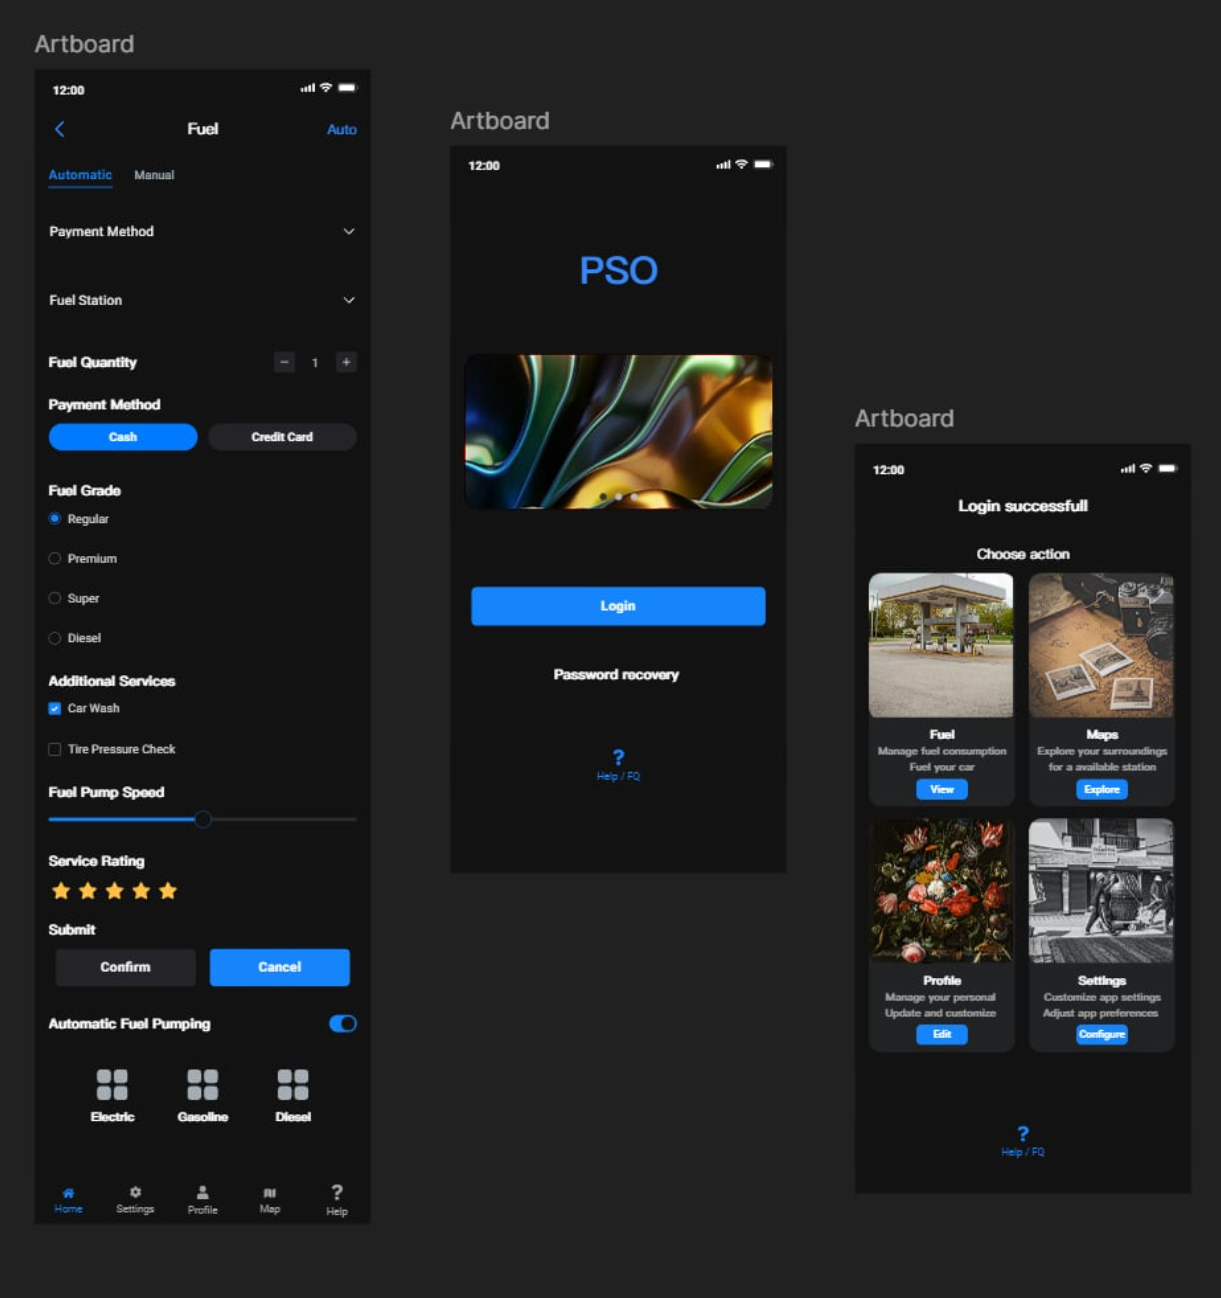 Artboard
12:00
Fuel
Auto
Automatic
Manual
Payment Method
Fuel Station
Fuel Quantity
− 1 +
Payment Method
Cash
Credit Card
Fuel Grade
Regular
Premium
Super
Diesel
Additional Services
Car Wash
Tire Pressure Check
Fuel Pump Speed
Service Rating
Submit
Confirm
Cancel
Automatic Fuel Pumping
Electric
Gasoline
Diesel
Home
Settings
Profile
Map
?
Help
Artboard
12:00
PSO
Login
Password recovery
?
Help / FQ
Artboard
12:00
Login successfull
Choose action
Fuel
Manage fuel consumption
Fuel your car
View
Maps
Explore your surroundings
for a available station
Explore
Profile
Manage your personal
Update and customize
Edit
Settings
Customize app settings
Adjust app preferences
Configure
?
Help / FQ